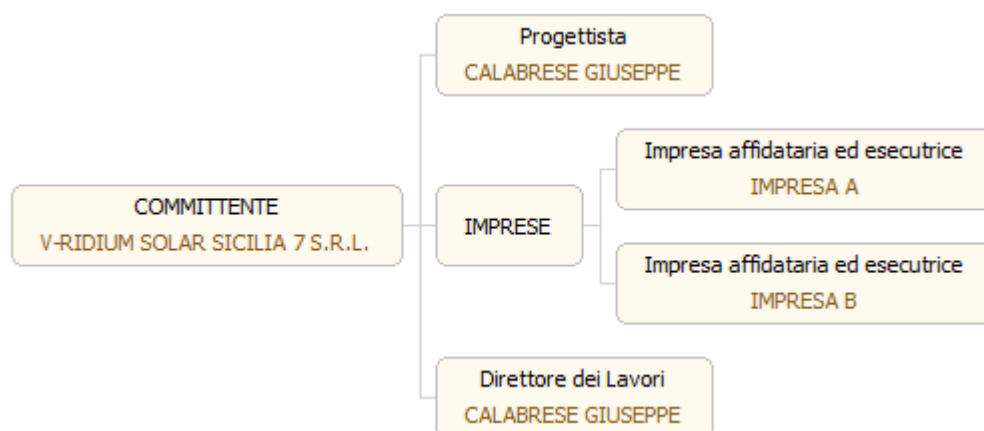 COMMITTENTE
V-RIDIUM SOLAR SICILIA 7 S.R.L.
Progettista
CALABRESE GIUSEPPE
IMPRESE
Impresa affidataria ed esecutrice
IMPRESA A
Impresa affidataria ed esecutrice
IMPRESA B
Direttore dei Lavori
CALABRESE GIUSEPPE